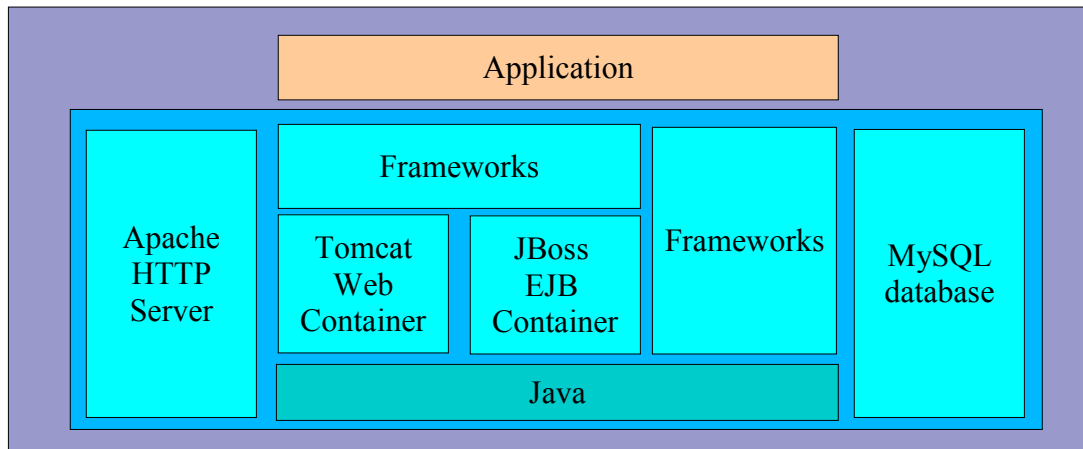 Application
Apache
HTTP
Server
Frameworks
Tomcat
Web
Container
JBoss
EJB
Container
Frameworks
MySQL
database
Java